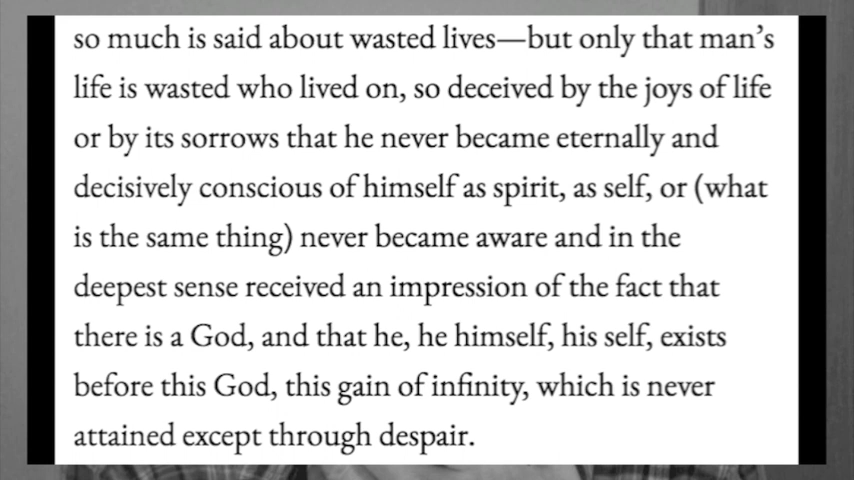 so much is said about wasted lives—but only that man’s
life is wasted who lived on, so deceived by the joys of life
or by its sorrows that he never became eternally and
decisively conscious of himself as spirit, as self, or (what
is the same thing) never became aware and in the
deepest sense received an impression of the fact that
there is a God, and that he, he himself, his self, exists
before this God, this gain of infinity, which is never
attained except through despair.